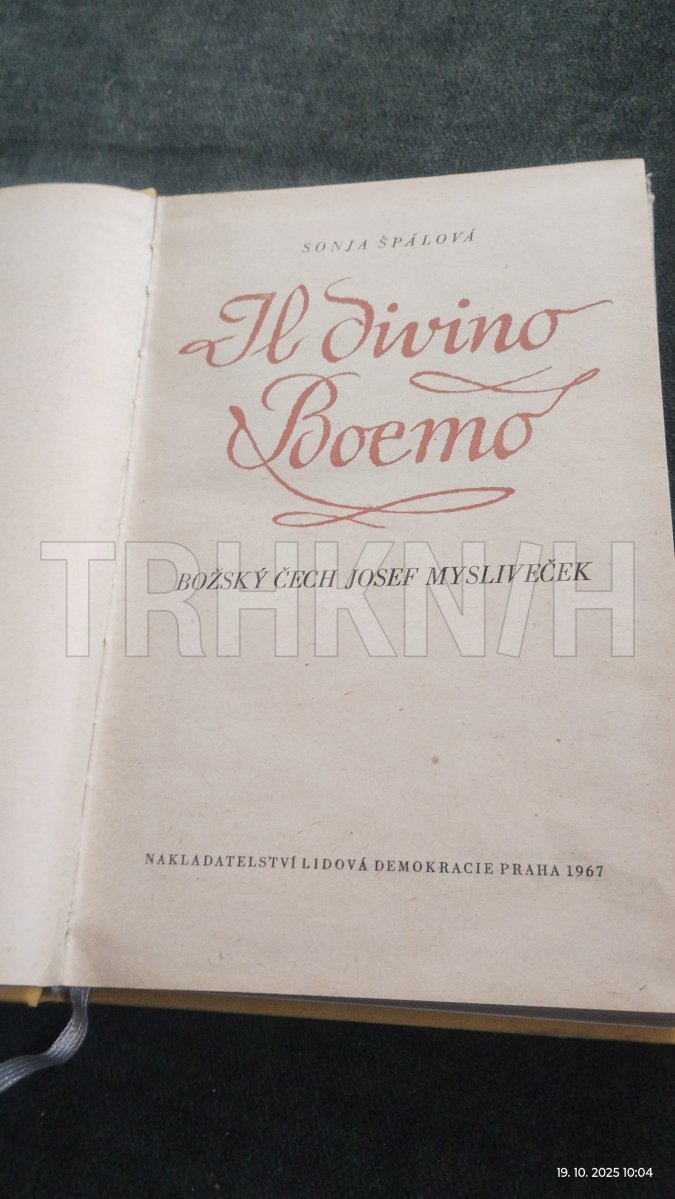 SONJA ŠPÁLOVÁ
Il divino
Boemo
BOŽSKÝ ČECH JOSEF MYSLIVEČEK
TRHKN/H
NAKLADATELSTVÍ LIDOVÁ DEMOKRACIE PRAHA 1967
19. 10. 2025 10:04